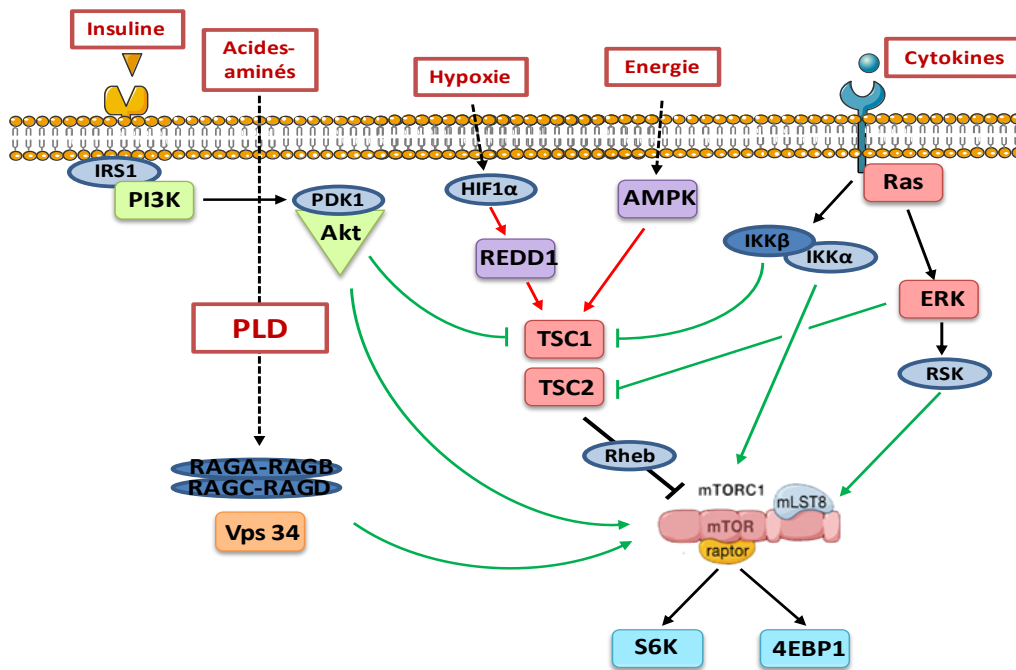 Insuline
Acides-
aminés
Hypoxie
Energie
Cytokines
IRS1
PI3K
PDK1
Akt
HIF1α
AMPK
Ras
REDD1
IKKβ
IKKα
ERK
PLD
TSC1
TSC2
RSK
Rheb
RAGA-RAGB
RAGC-RAGD
Vps 34
mTORC1
mLST8
mTOR
raptor
S6K
4EBP1